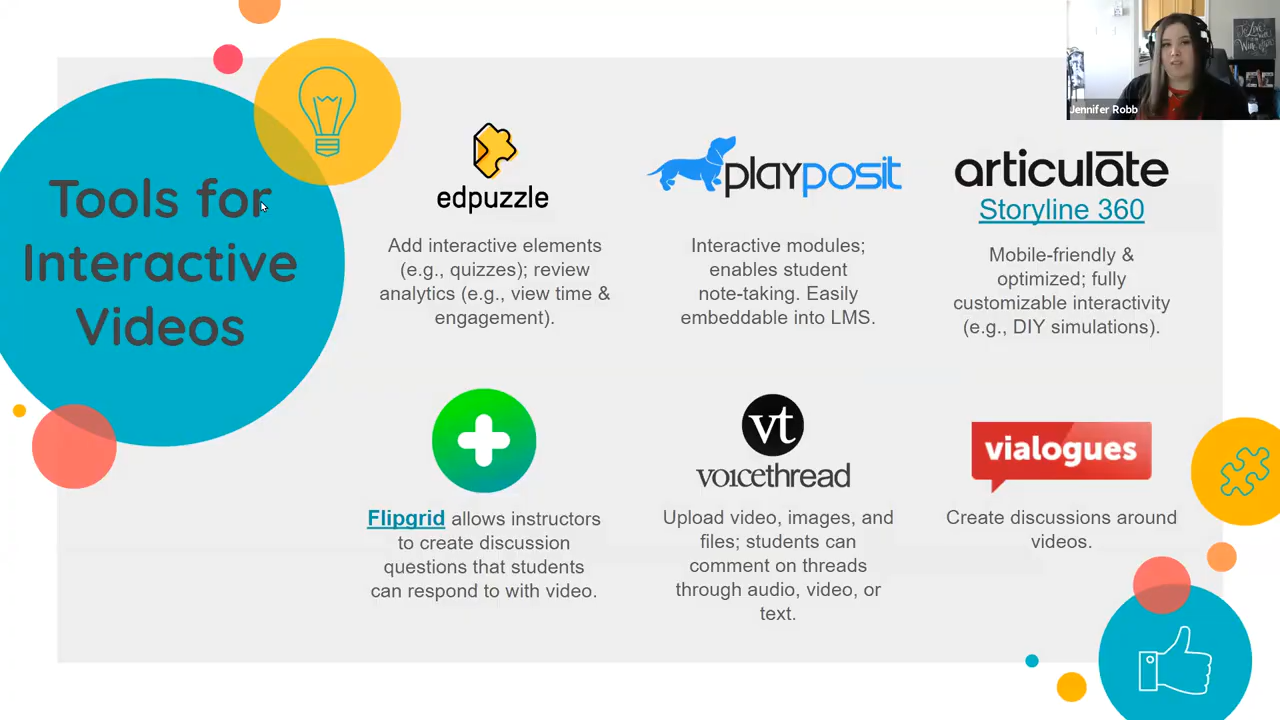 Tools for
Interactive
Videos
edpuzzle
Add interactive elements
(e.g., quizzes); review
analytics (e.g., view time &
engagement).
playposit
Interactive modules;
enables student
note-taking. Easily
embeddable into LMS.
articulate
Storyline 360
Mobile-friendly &
optimized; fully
customizable interactivity
(e.g., DIY simulations).
Flipgrid allows instructors
to create discussion
questions that students
can respond to with video.
vt
voicethread
Upload video, images, and
files; students can
comment on threads
through audio, video, or
text.
vialogues
Create discussions around
videos.
Jennifer Robb